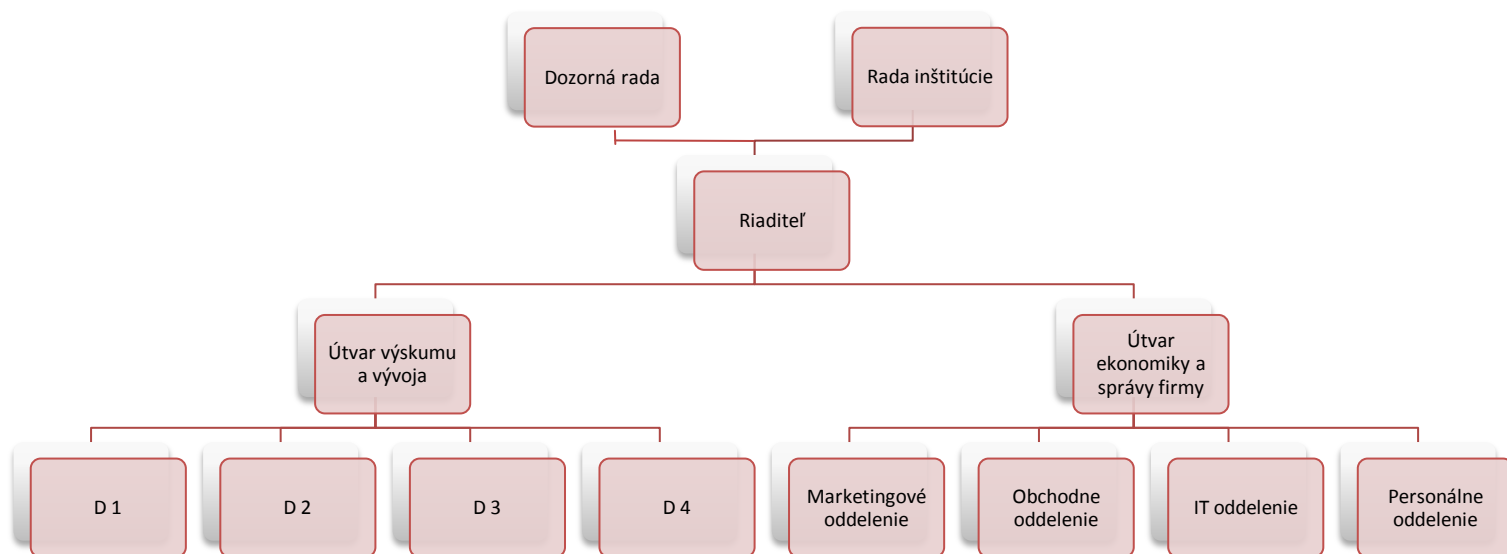 Dozorná rada
Rada inštitúcie
Riaditeľ
Útvar výskumu
a vývoja
Útvar
ekonomiky a
správy firmy
D 1
D 2
D 3
D 4
Marketingové
oddelenie
Obchodne
oddelenie
IT oddelenie
Personálne
oddelenie